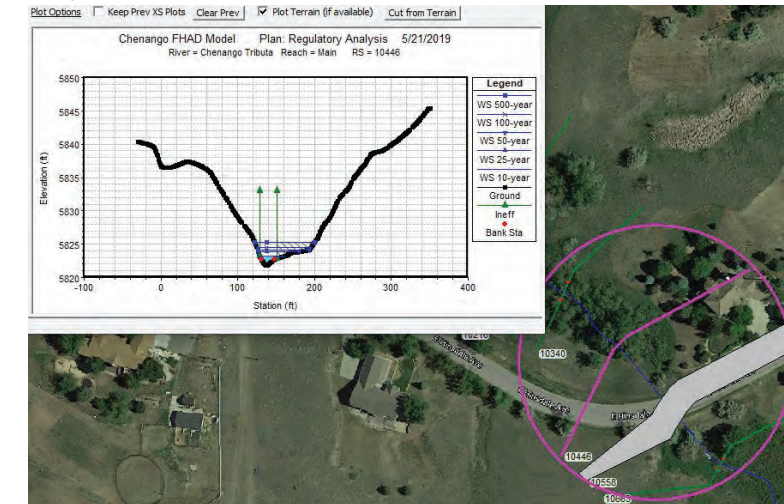 Plot Options Keep Prev XS Plots Clear Prev Plot Terrain (if available) Cut from Terrain
Chenango FHAD Model Plan: Regulatory Analysis 5/21/2019
River = Chenango Tributa Reach = Main RS = 10446
Legend
WS 500-year
WS 100-year
WS 50-year
WS 25-year
WS 10-year
Ground
Ineff
Bank Sta
Elevation (ft)
5850
5845
5840
5835
5830
5825
5820
-100 0 100 200 300 400
Station (ft)
10340
10446
10558